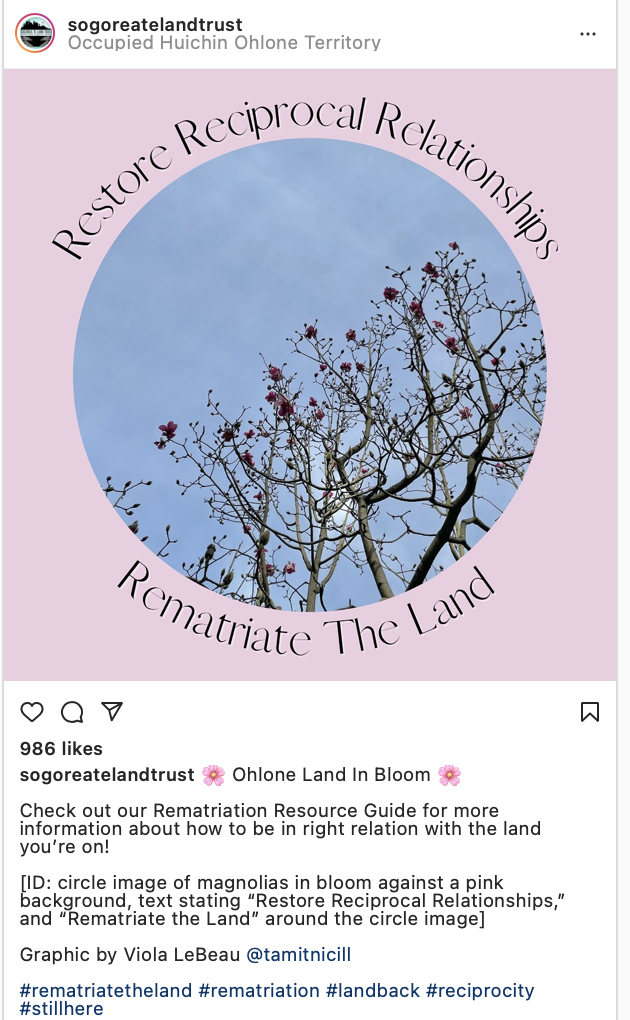 sogoreatelandtrust
Occupied Huichin Ohlone Territory
Restore Reciprocal Relationships
Rematriate The Land
986 likes
sogoreatelandtrust 🌸 Ohlone Land In Bloom 🌸
Check out our Rematriation Resource Guide for more
information about how to be in right relation with the land
you’re on!
[ID: circle image of magnolias in bloom against a pink
background, text stating “Restore Reciprocal Relationships,”
and “Rematriate the Land” around the circle image]
Graphic by Viola LeBeau @tamitnicill
#rematriatetheland #rematriation #landback #reciprocity
#stillhere